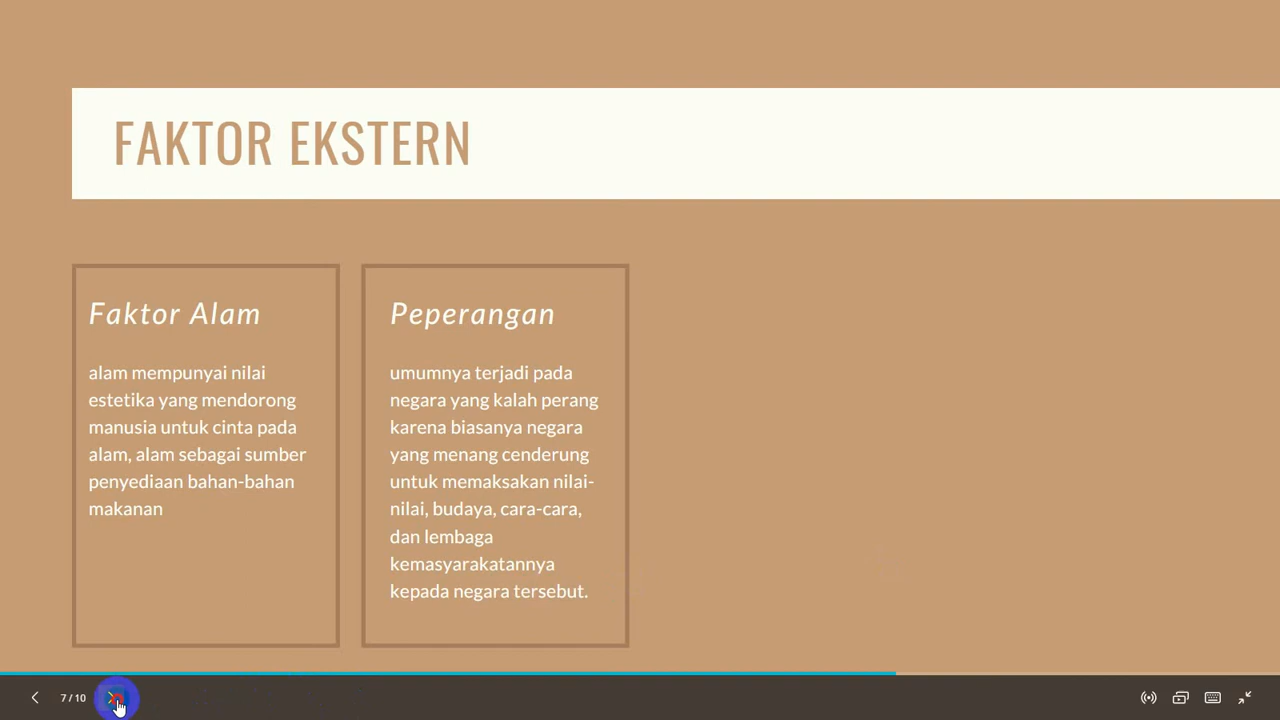 FAKTOR EKSTERN
Faktor Alam
alam mempunyai nilai
estetika yang mendorong
manusia untuk cinta pada
alam, alam sebagai sumber
penyediaan bahan-bahan
makanan
Peperangan
umumnya terjadi pada
negara yang kalah perang
karena biasanya negara
yang menang cenderung
untuk memaksakan nilai-
nilai, budaya, cara-cara,
dan lembaga
kemasyarakatannya
kepada negara tersebut.
7 / 10